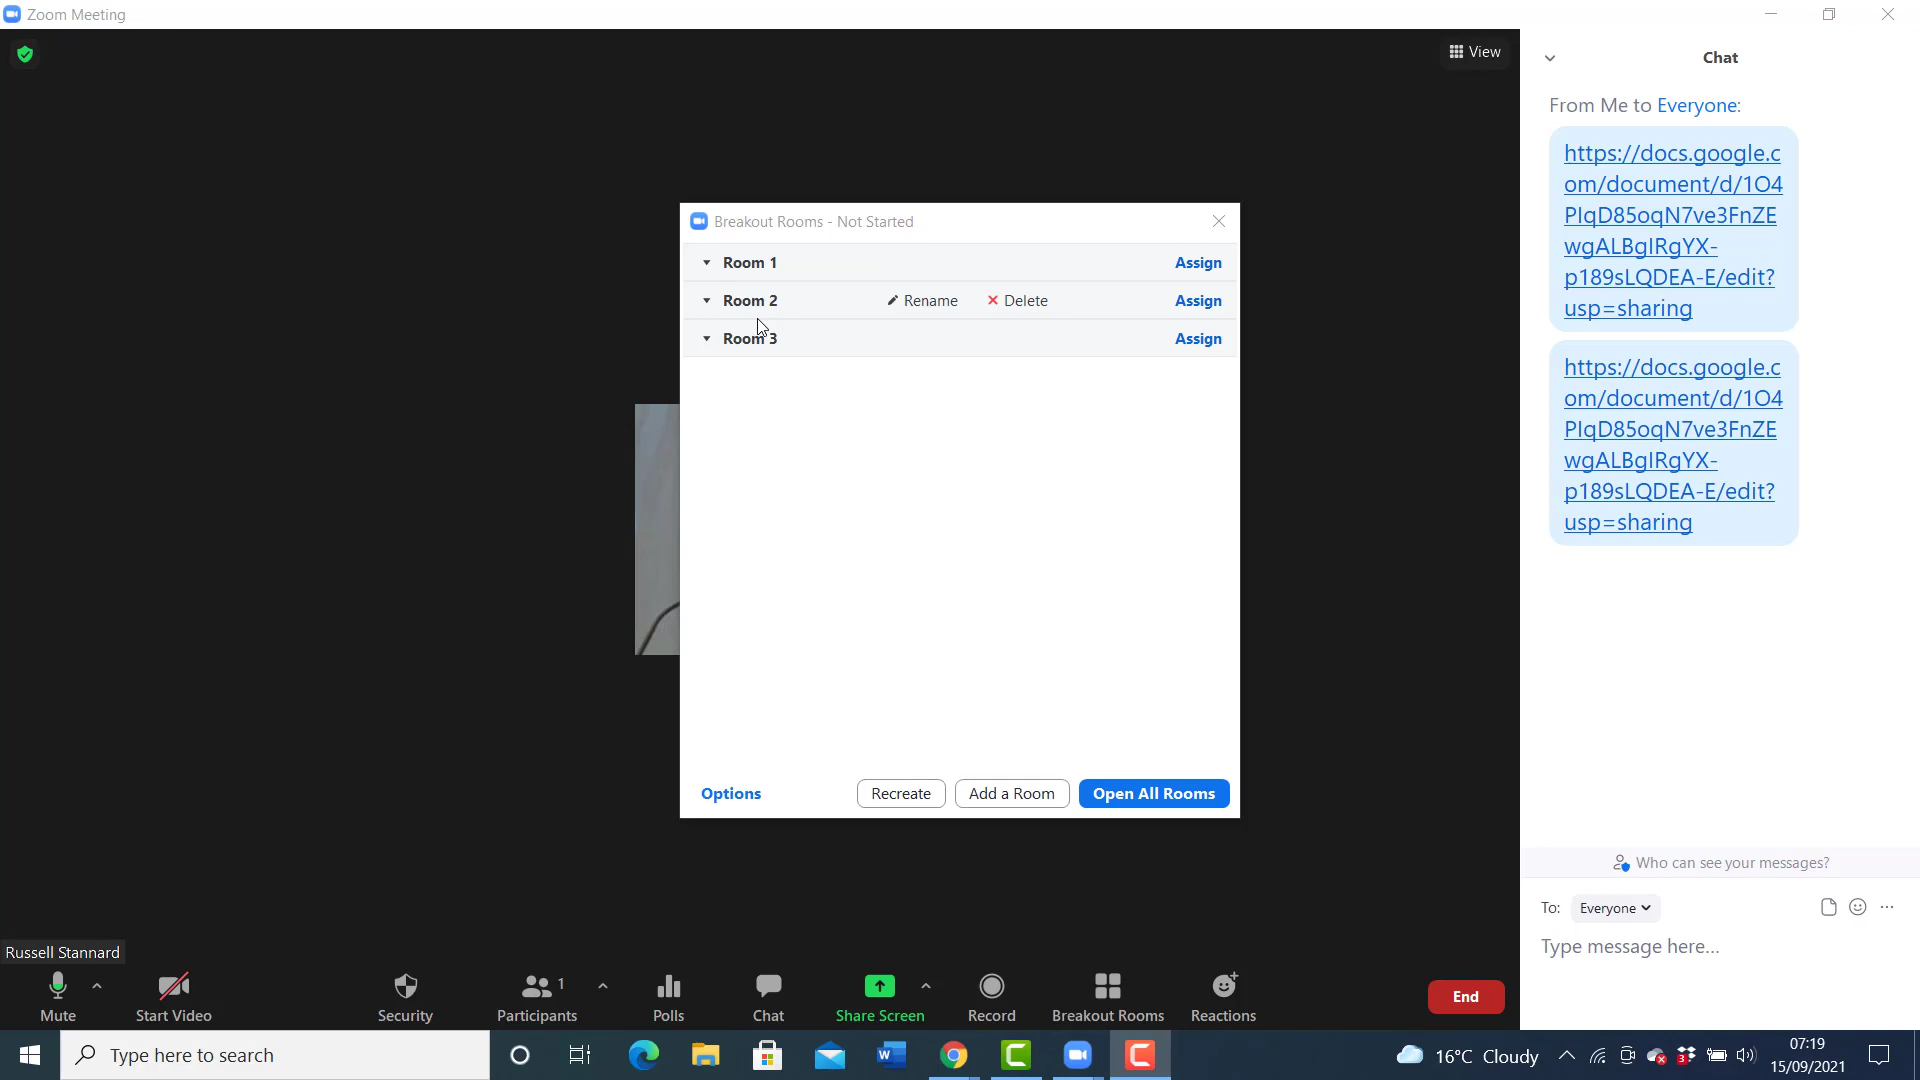 Zoom Meeting
View
Chat
From Me to Everyone:
https://docs.google.c
om/document/d/1O4
PIqD85oqN7ve3FnZE
wgALBgIRgYX-
p189sLQDEA-E/edit?
usp=sharing
https://docs.google.c
om/document/d/1O4
PIqD85oqN7ve3FnZE
wgALBgIRgYX-
p189sLQDEA-E/edit?
usp=sharing
Breakout Rooms - Not Started
Room 1 Assign
Room 2 Rename Delete Assign
Room 3 Assign
Options Recreate Add a Room Open All Rooms
Who can see your messages?
To: Everyone
Type message here...
Russell Stannard
1
Mute Start Video Security Participants Polls Chat Share Screen Record Breakout Rooms Reactions
End
Type here to search
3
16°C Cloudy
07:19
15/09/2021